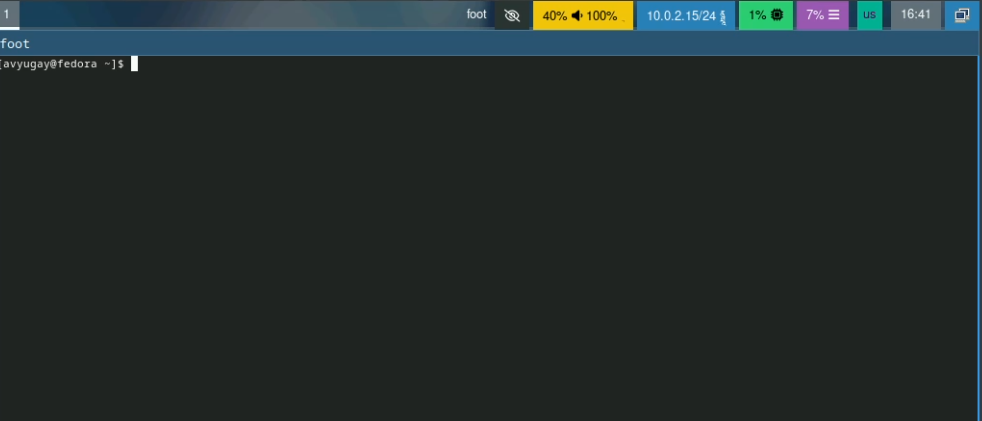 1 foot 40% 100% 10.0.2.15/24 1% 7% us 16:41
foot
[avyugay@fedora ~]$